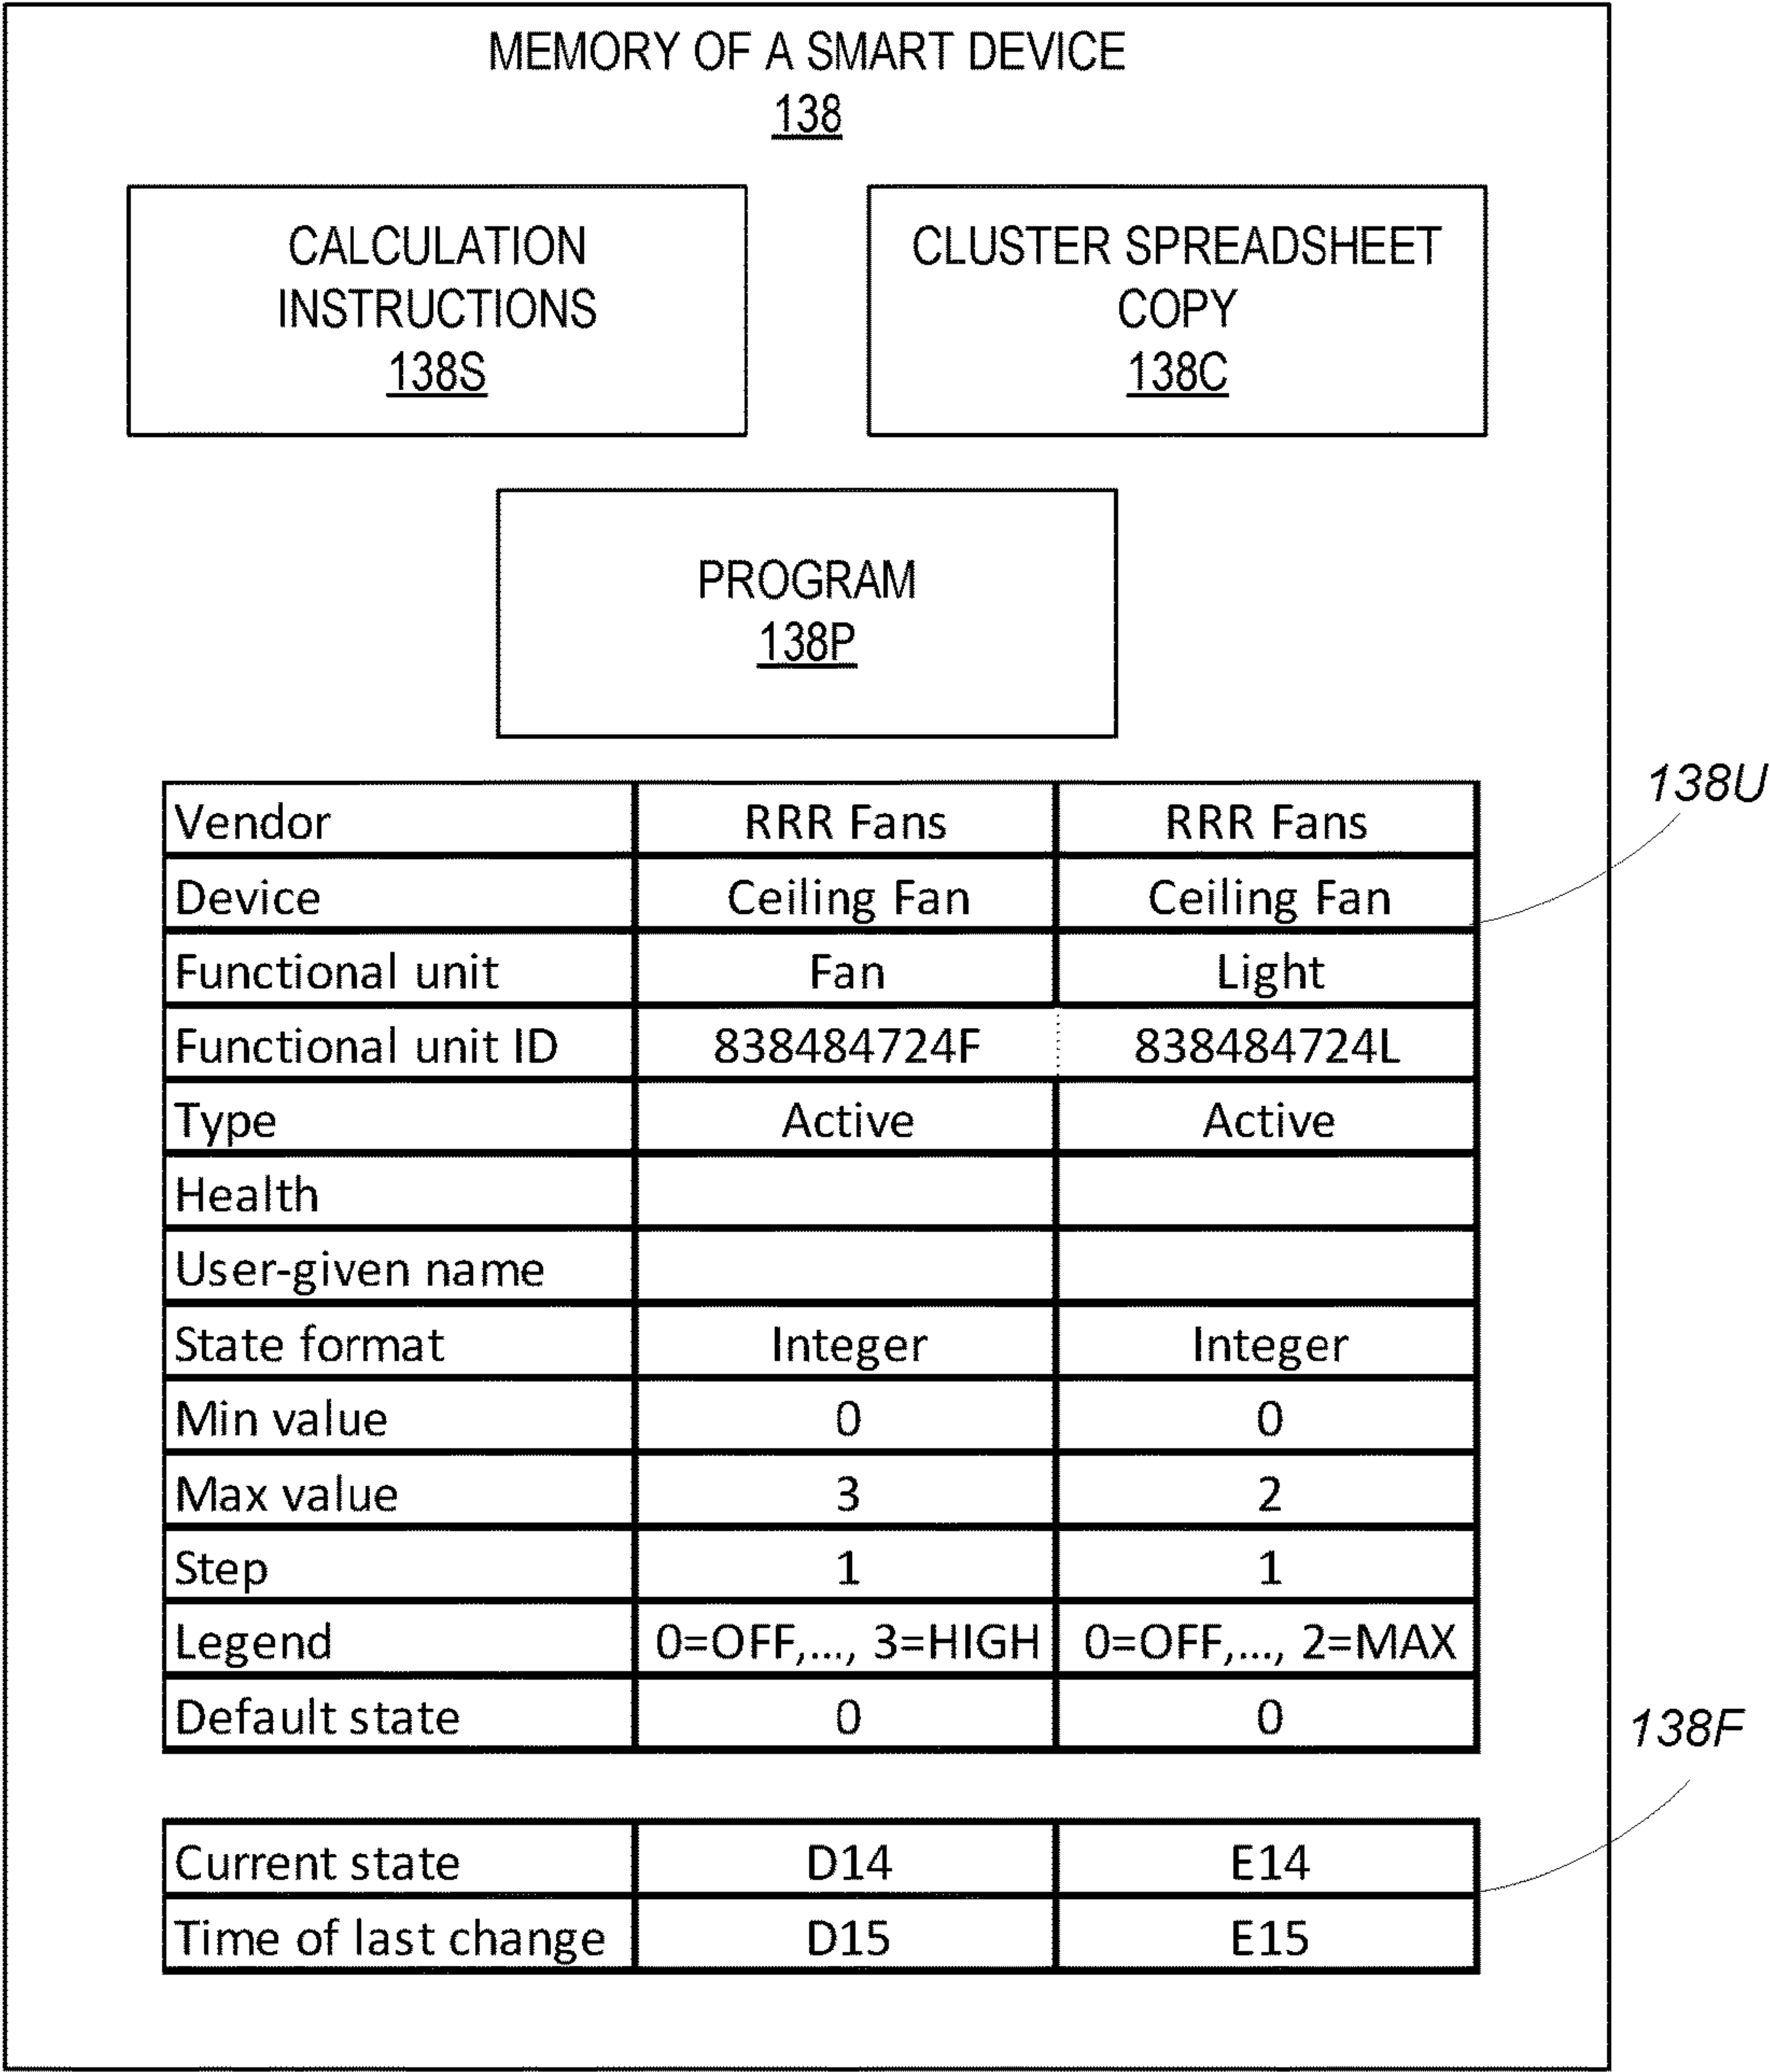 MEMORY OF A SMART DEVICE
138
CALCULATION
INSTRUCTIONS
138S
CLUSTER SPREADSHEET
COPY
138C
PROGRAM
138P
138U
Vendor RRR Fans RRR Fans
Device Ceiling Fan Ceiling Fan
Functional unit Fan Light
Functional unit ID 838484724F 838484724L
Type Active Active
Health
User-given name
State format Integer Integer
Min value 0 0
Max value 3 2
Step 1 1
Legend 0=OFF,..., 3=HIGH 0=OFF,..., 2=MAX
Default state 0 0
138F
Current state D14 E14
Time of last change D15 E15